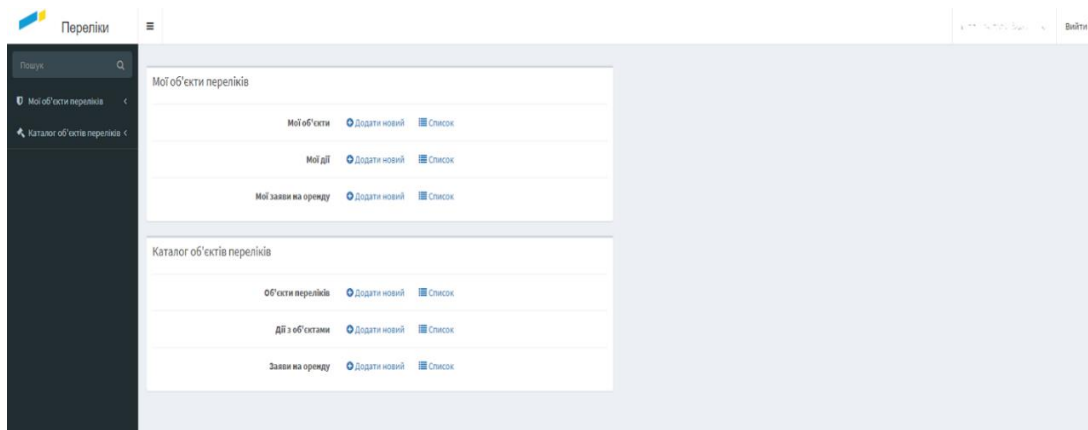 Переліки
Вийти
Пошук
Мої об'єкти переліків
Каталог об'єктів переліків
Мої об'єкти переліків
Мої об'єкти Додати новий Список
Мої дії Додати новий Список
Мої заяви на оренду Додати новий Список
Каталог об'єктів переліків
Об'єкти переліків Додати новий Список
Дії з об'єктами Додати новий Список
Заяви на оренду Додати новий Список